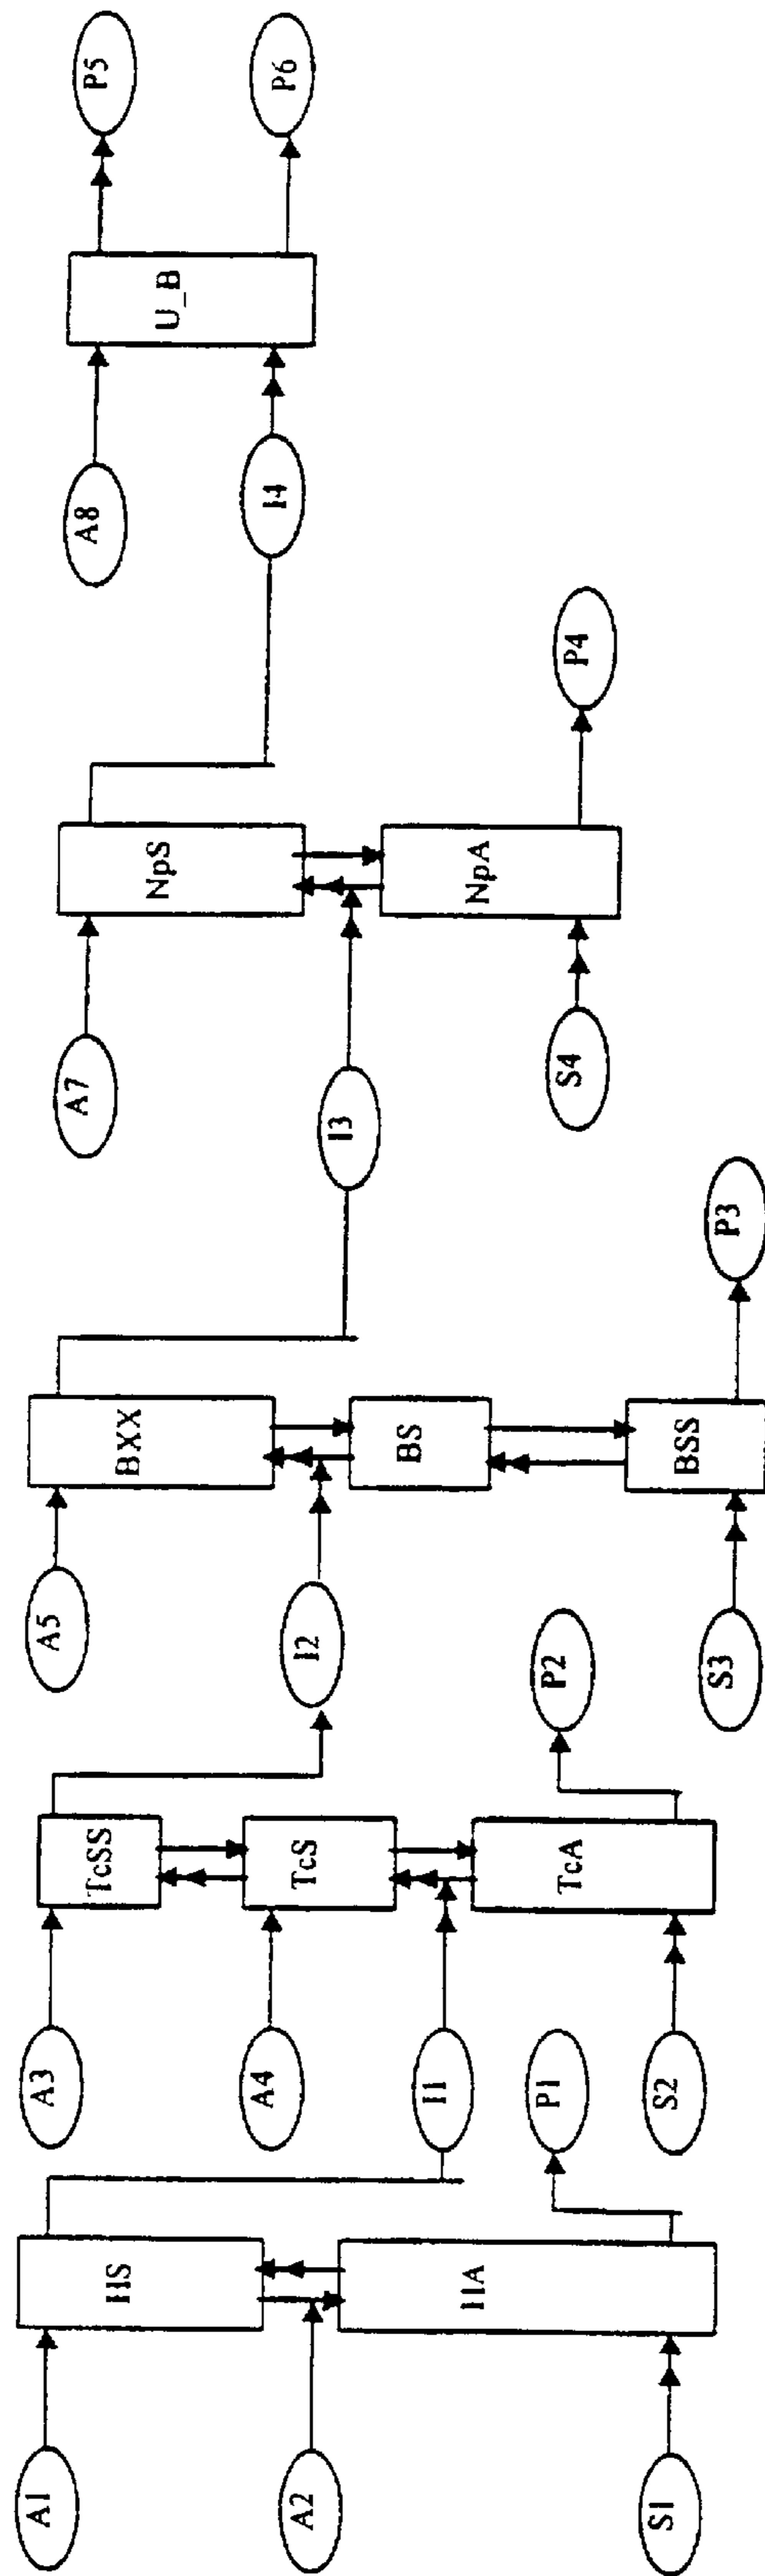 A1
HS
A2
HA
S1
P1
I1
A3
TcSS
A4
TcS
TcA
S2
P2
I2
A5
BXX
BS
BSS
S3
P3
I3
A7
NpS
NpA
S4
P4
I4
A8
U_B
P5
P6